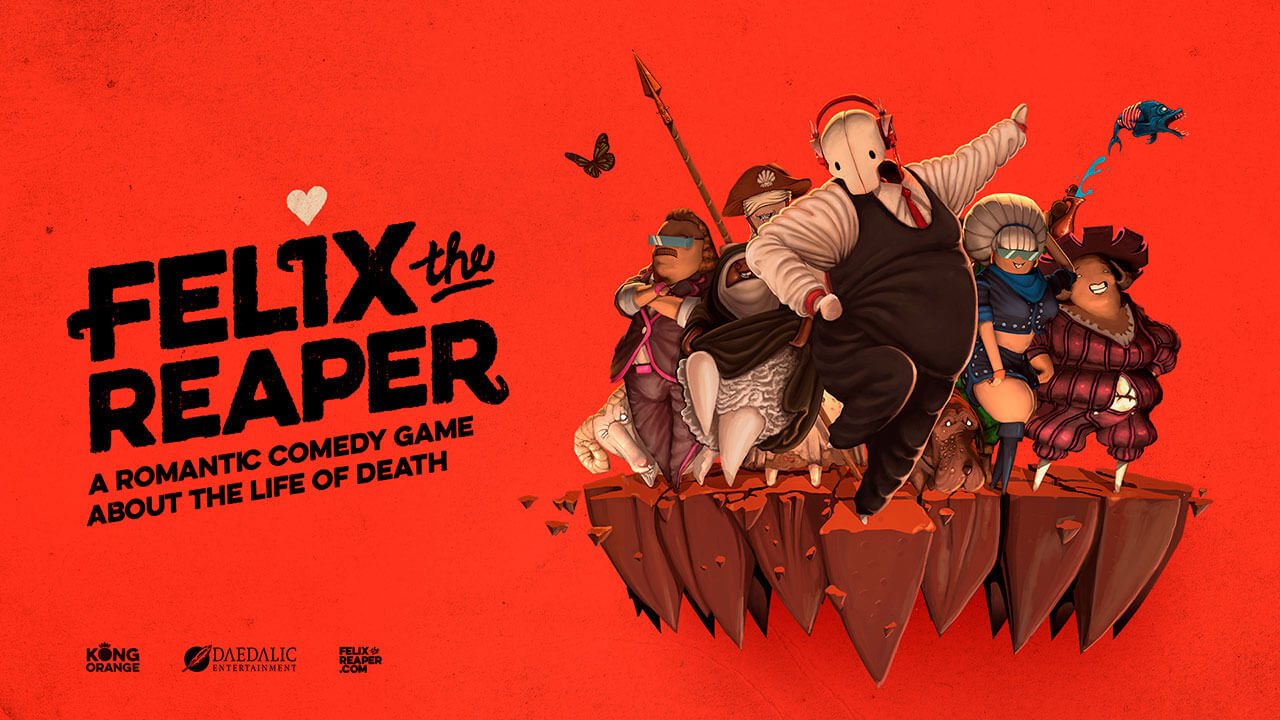 FELIX the
REAPER
A ROMANTIC COMEDY GAME
ABOUT THE LIFE OF DEATH
KONG
ORANGE
DAEDALIC
ENTERTAINMENT
FELIX the
REAPER
.COM